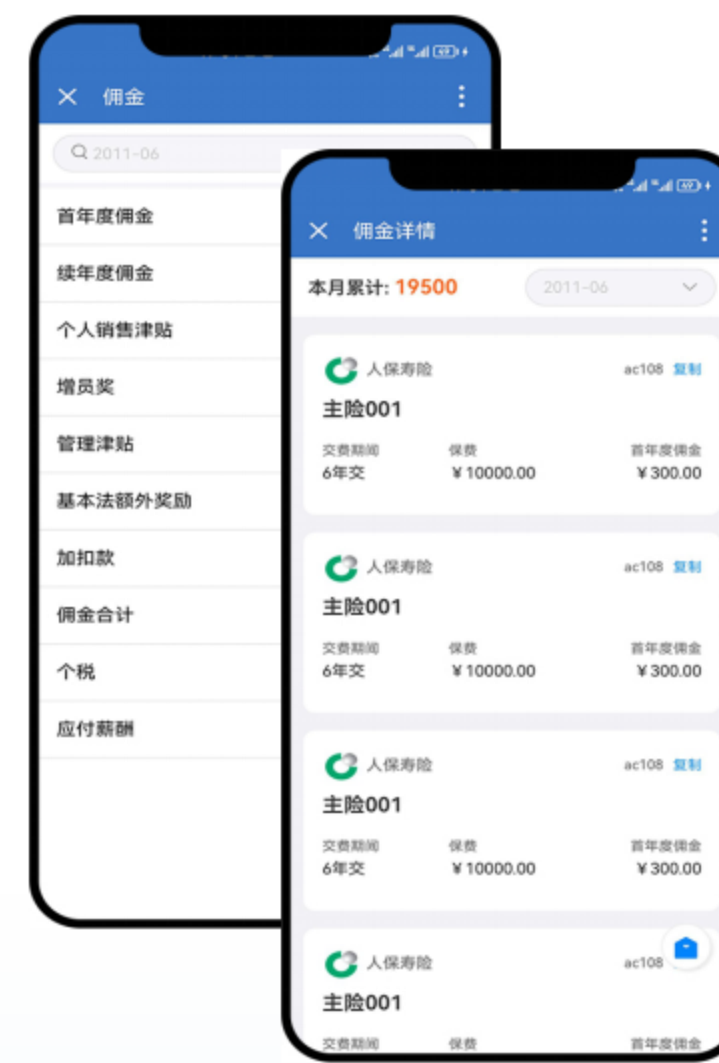 佣金
2011-06
首年度佣金
续年度佣金
个人销售津贴
增员奖
管理津贴
基本法额外奖励
加扣款
佣金合计
个税
应付薪酬
69
佣金详情
本月累计: 19500 2011-06
人保寿险 ac108 复制
主险001
交费期间 保费 首年度佣金
6年交 ¥10000.00 ¥300.00
人保寿险 ac108 复制
主险001
交费期间 保费 首年度佣金
6年交 ¥10000.00 ¥300.00
人保寿险 ac108 复制
主险001
交费期间 保费 首年度佣金
6年交 ¥10000.00 ¥300.00
人保寿险 ac108
主险001
交费期间 保费 首年度佣金